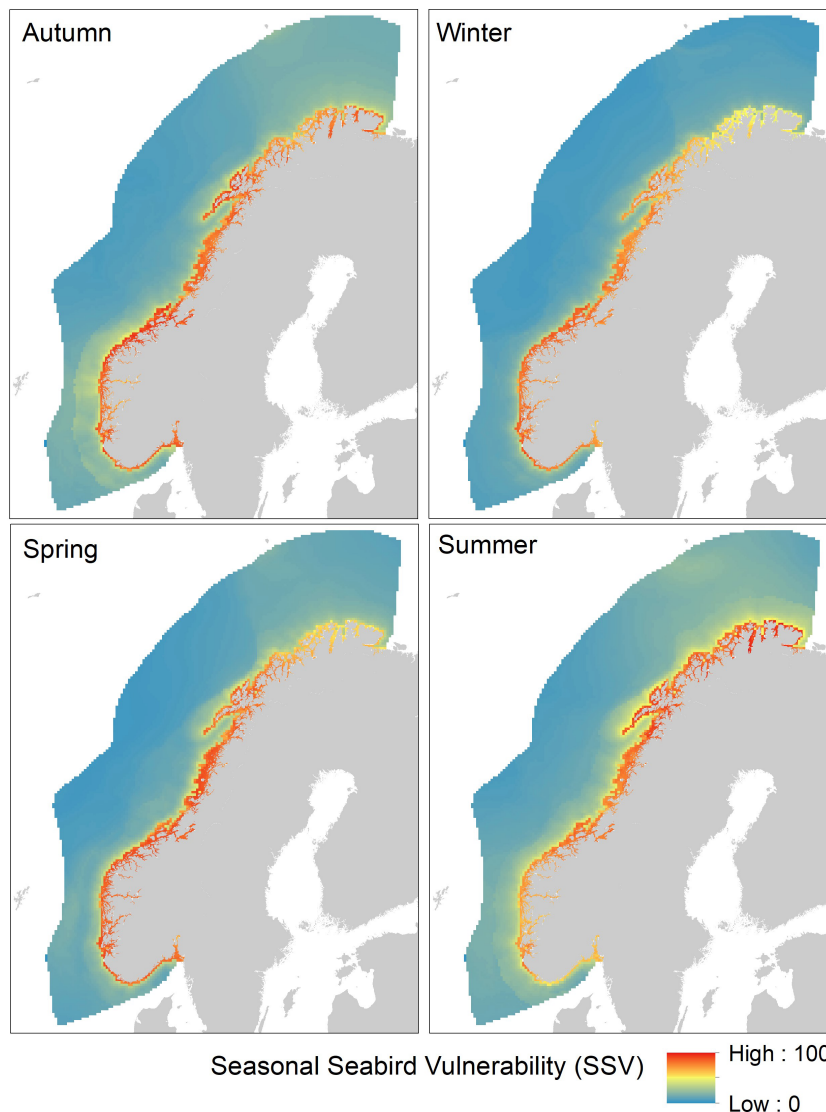 Autumn
Winter
Spring
Summer
Seasonal Seabird Vulnerability (SSV)
High : 100
Low : 0